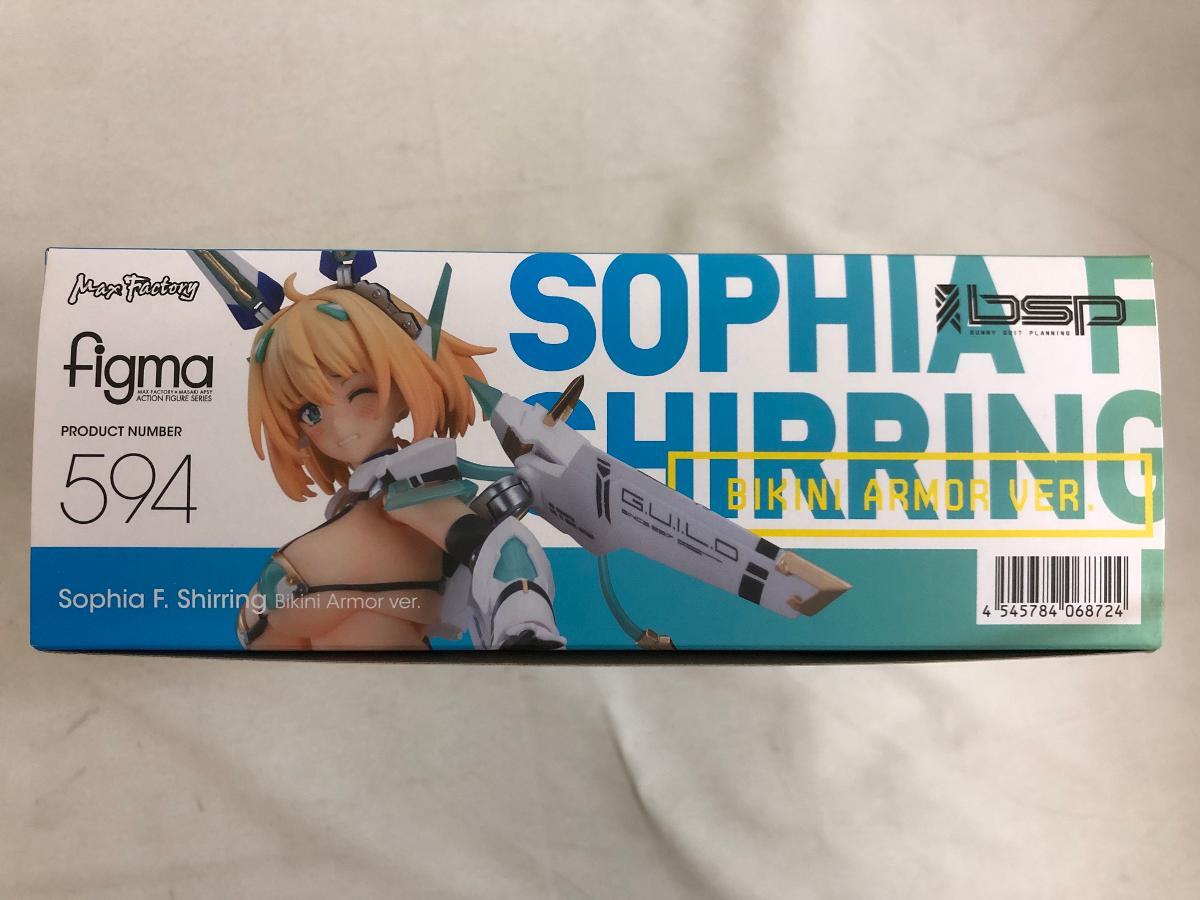 Max Factory
figma
MAX FACTORY★MASAKI APSY
ACTION FIGURE SERIES
PRODUCT NUMBER
594
Sophia F. Shirring Bikini Armor ver.
SOPHIA F
SHIRRING
bsp
BUNNY SUIT PLANNING
BIKINI ARMOR VER.
G.U.I.L.D
4 545784 068724